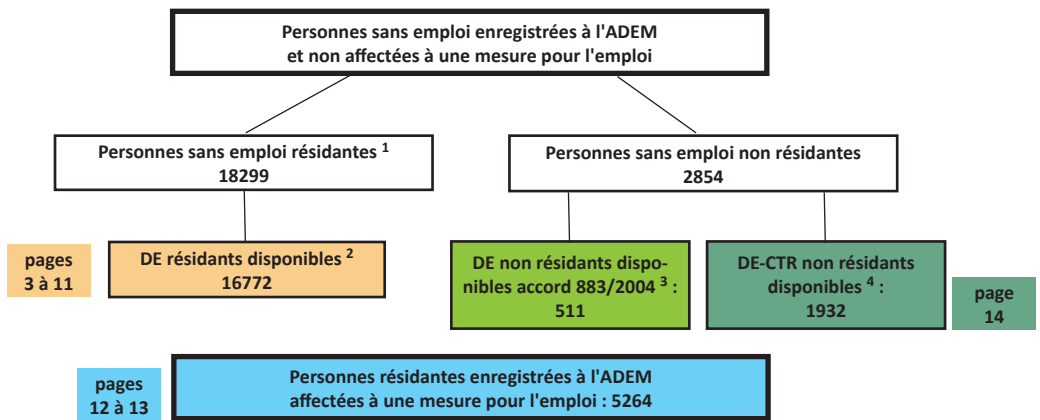 Personnes sans emploi enregistrées à l'ADEM
et non affectées à une mesure pour l'emploi
Personnes sans emploi résidantes ¹
18299
Personnes sans emploi non résidantes
2854
pages
3 à 11
DE résidants disponibles ²
16772
DE non résidants dispo-
nibles accord 883/2004 ³ :
511
DE-CTR non résidants
disponibles ⁴ :
1932
page
14
pages
12 à 13
Personnes résidantes enregistrées à l'ADEM
affectées à une mesure pour l'emploi : 5264